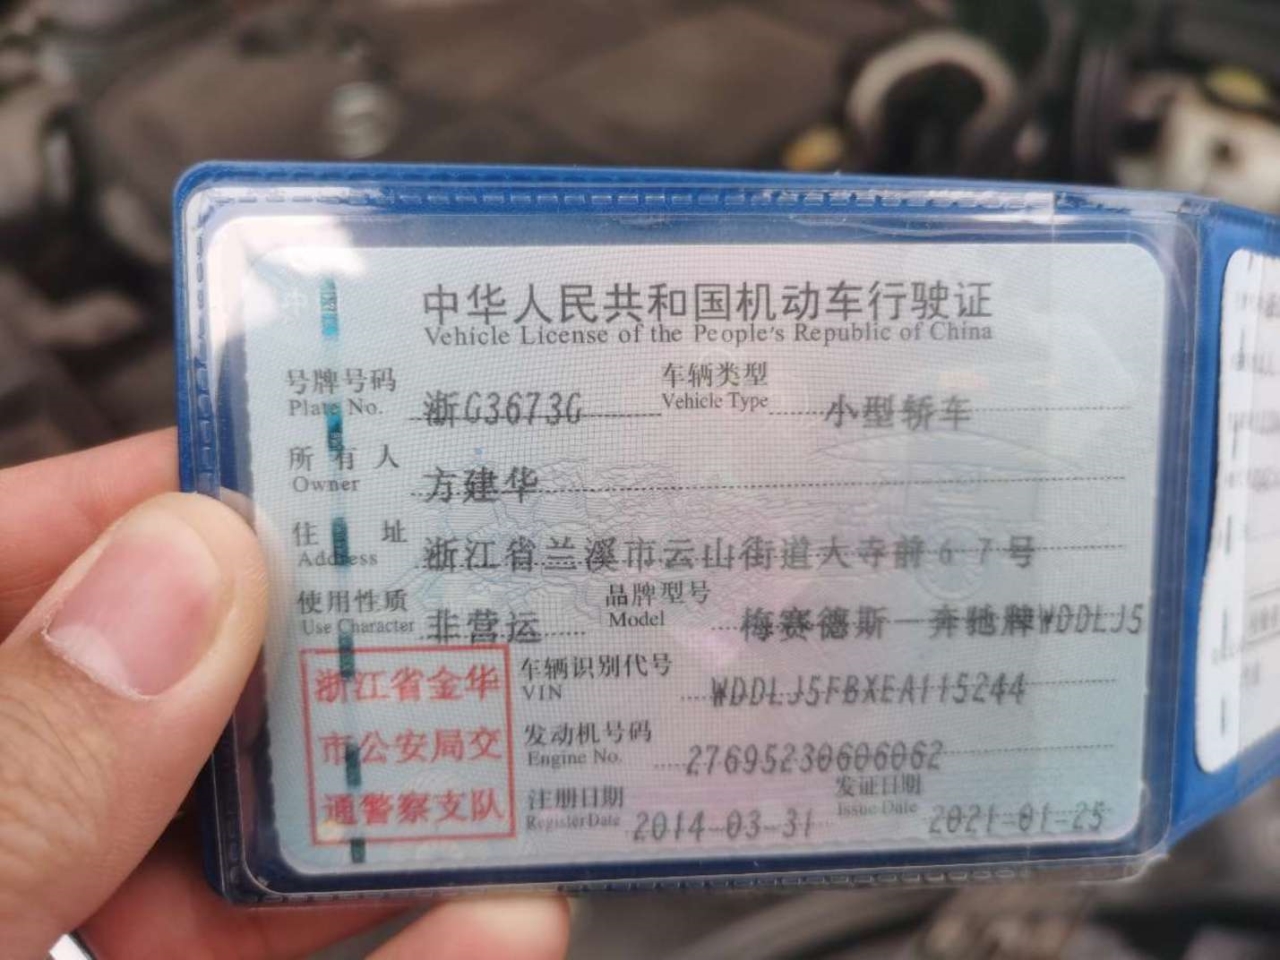 中华人民共和国机动车行驶证
Vehicle License of the People's Republic of China
号牌号码 浙G3673G 车辆类型 小型轿车
Plate No. Vehicle Type
所有人 方建华
Owner
住址 浙江省兰溪市云山街道大寺前67号
Address
使用性质 非营运 品牌型号 梅赛德斯-奔驰牌WDDLJ5
Use Character Model
浙江省金华
市公安局交
通警察支队
车辆识别代号 WDDLJ5FBXEA115244
VIN
发动机号码 27695230606062
Engine No.
注册日期 2014-03-31 发证日期 2021-01-25
Register Date Issue Date